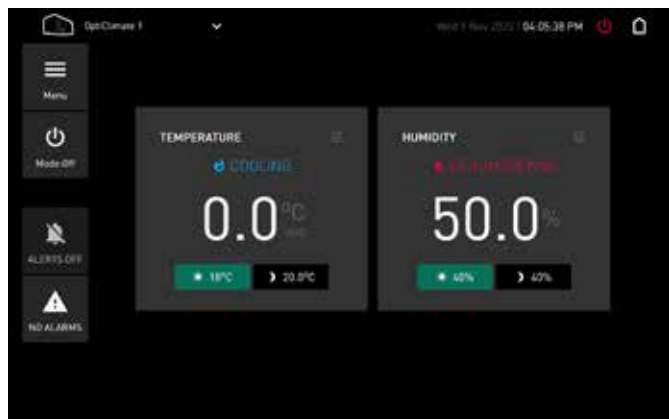 OptiClimate 1
04:05:38 PM
Menu
Mode:Off
ALERTS OFF
NO ALARMS
TEMPERATURE
COOLING
0.0°C
18°C
20.0°C
HUMIDITY
50.0%
40%
40%